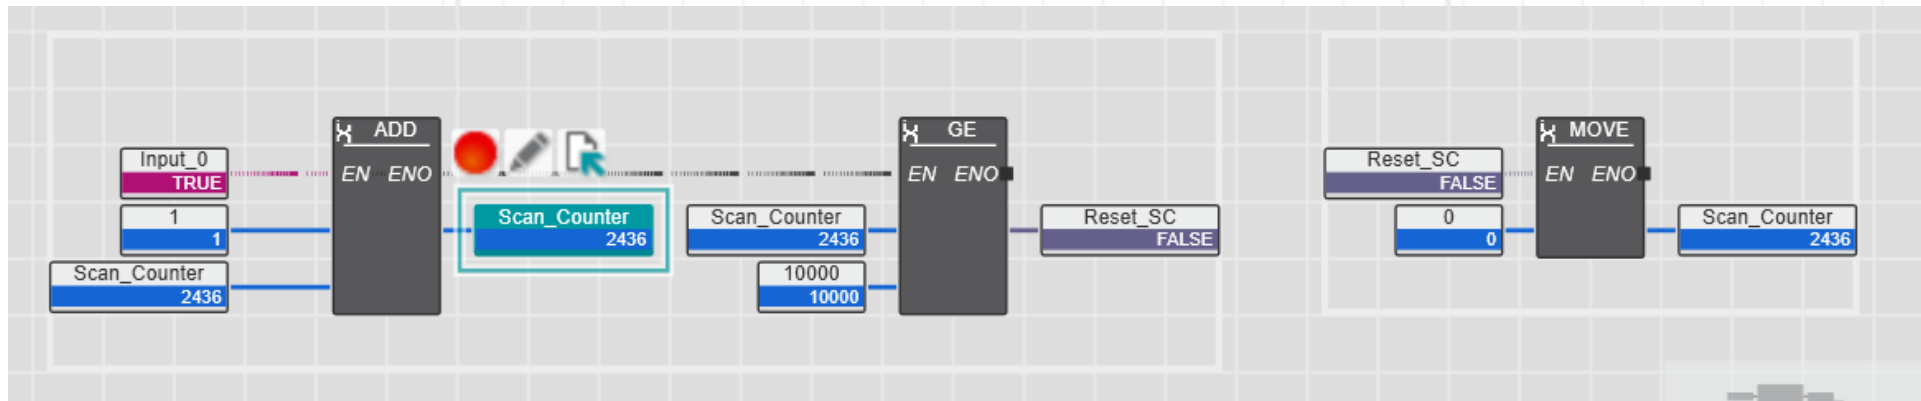 ADD
EN ENO
Input_0
TRUE
1
1
Scan_Counter
2436
Scan_Counter
2436
GE
EN ENO
Scan_Counter
2436
10000
10000
Reset_SC
FALSE
MOVE
EN ENO
Reset_SC
FALSE
0
0
Scan_Counter
2436